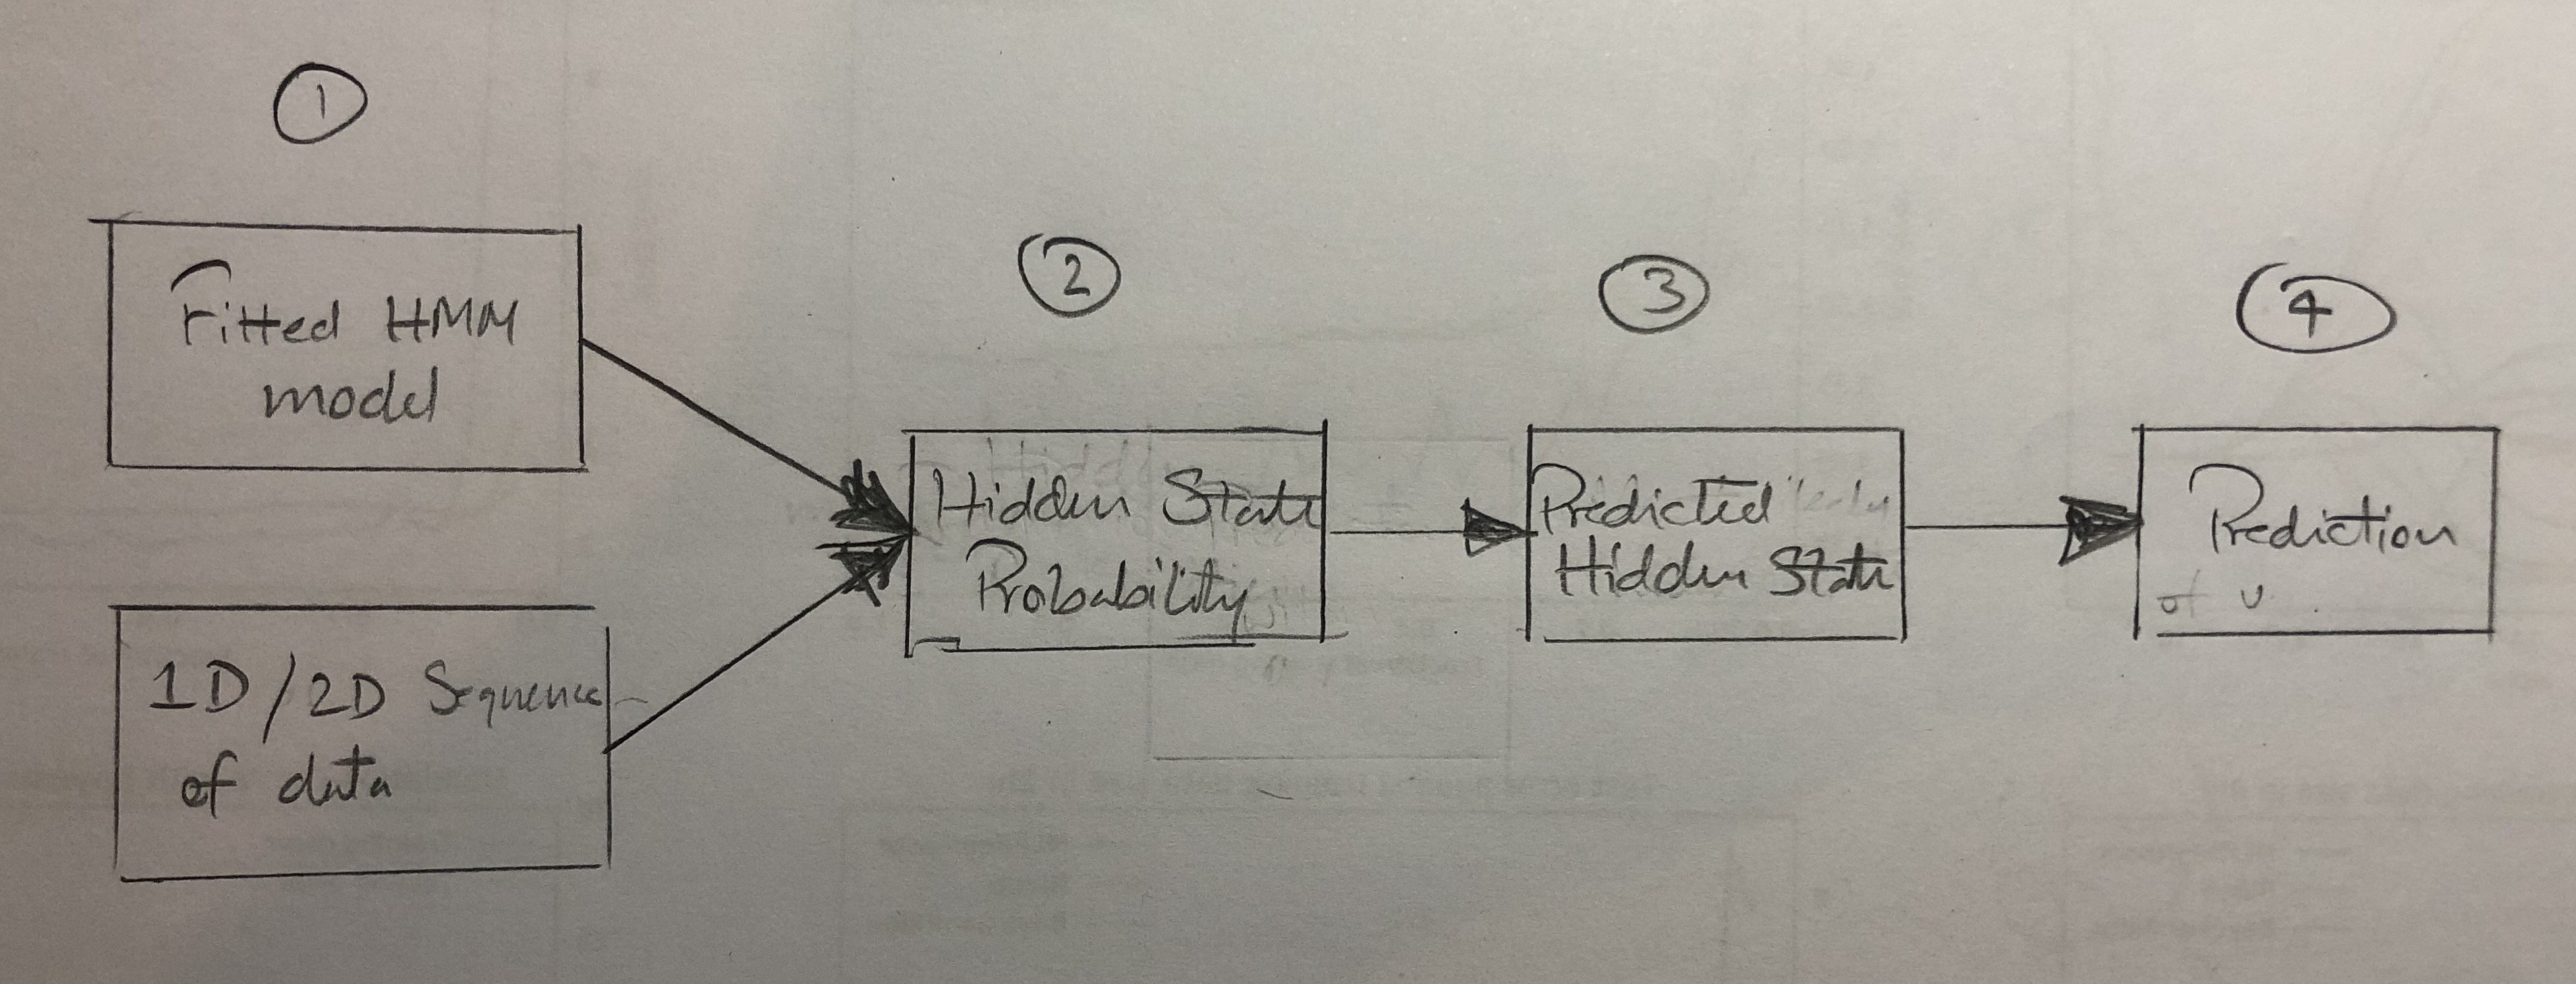 1
Fitted HMM
model
1D/2D Sequence
of data
2
Hidden State
Probability
3
Predicted
Hidden State
4
Prediction
of υ